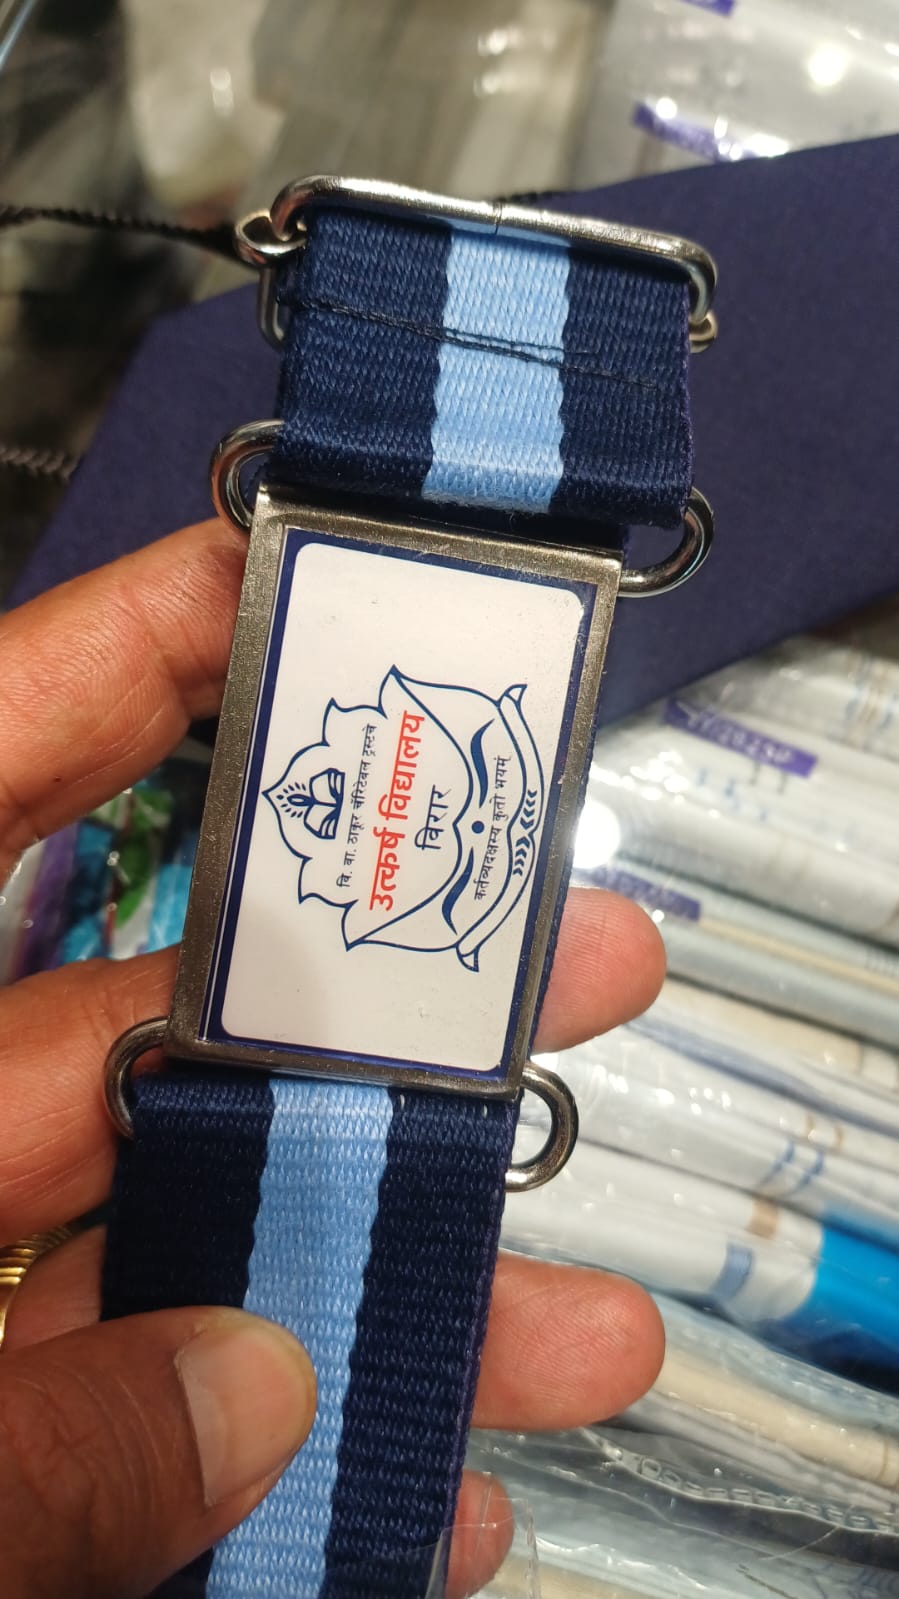 वि. वा. ठाकूर चॅरिटेबल ट्रस्टचे
उत्कर्ष विद्यालय
विरार
कर्तव्यदक्षस्य कुतो भयम्